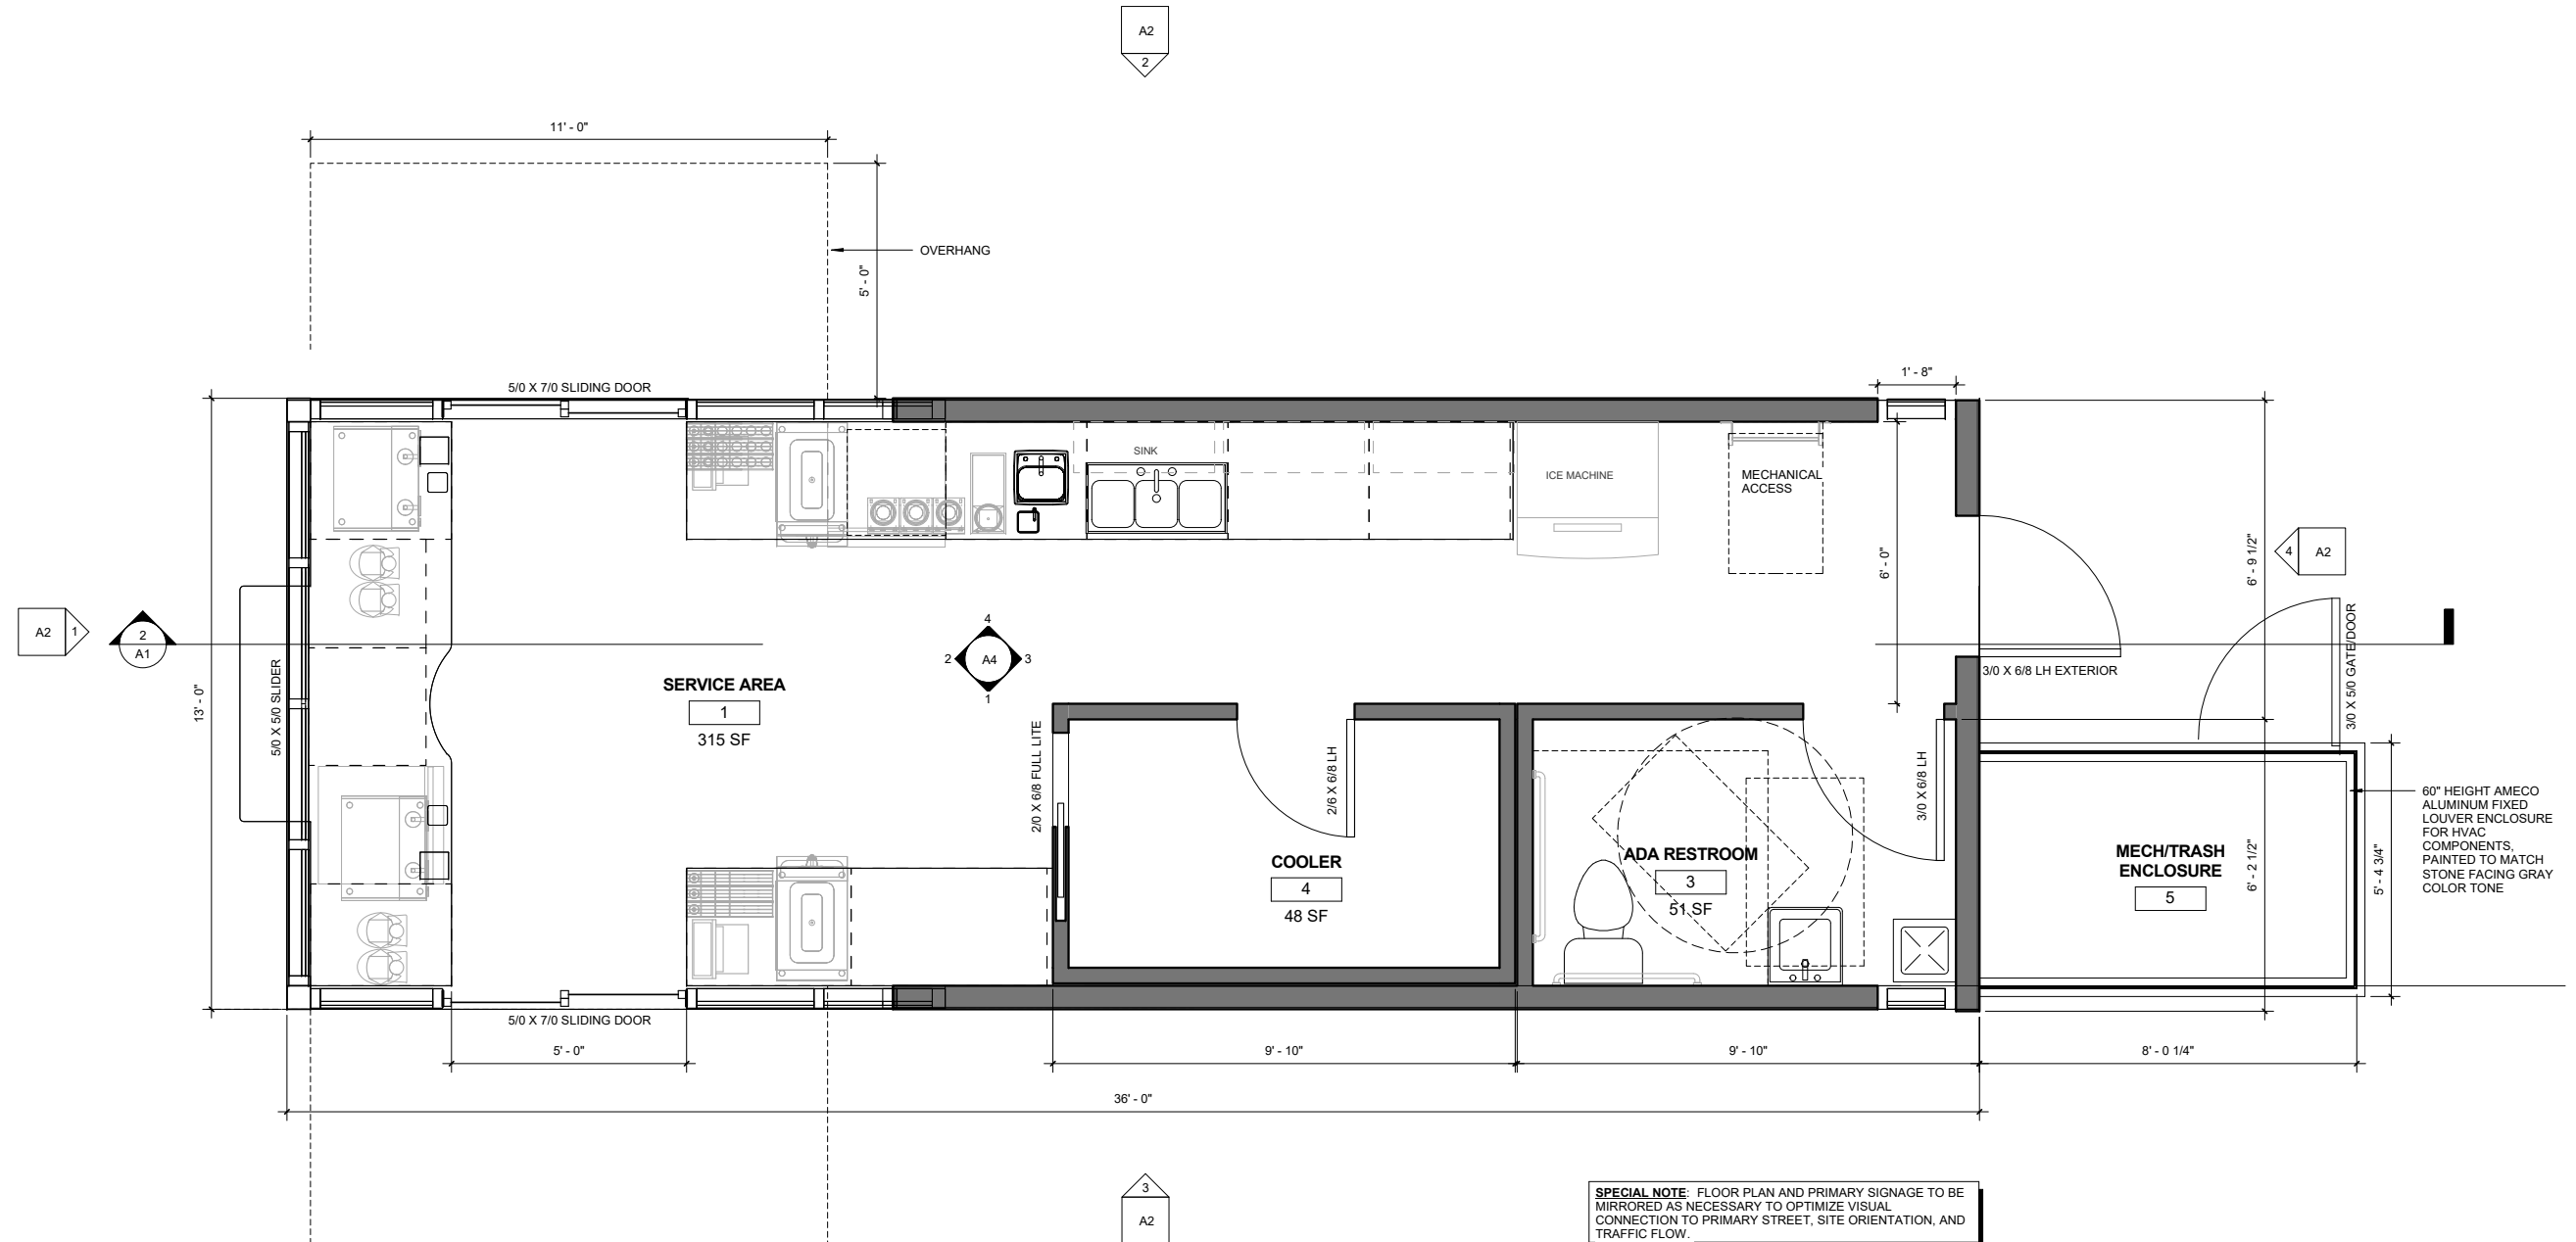 A2
2
11' - 0"
OVERHANG
5' - 0"
5/0 X 7/0 SLIDING DOOR
1' - 8"
SINK
ICE MACHINE
MECHANICAL
ACCESS
6' - 0"
6' - 9 1/2"
4
A2
A2
1
2
A1
13' - 0"
5/0 X 5/0 SLIDER
SERVICE AREA
1
315 SF
4
2
A4
3
1
3/0 X 6/8 LH EXTERIOR
3/0 X 5/0 GATE/DOOR
2/0 X 6/8 FULL LITE
2/6 X 6/8 LH
3/0 X 6/8 LH
COOLER
4
48 SF
ADA RESTROOM
3
51 SF
MECH/TRASH
ENCLOSURE
5
6' - 2 1/2"
5' - 4 3/4"
60" HEIGHT AMECO
ALUMINUM FIXED
LOUVER ENCLOSURE
FOR HVAC
COMPONENTS,
PAINTED TO MATCH
STONE FACING GRAY
COLOR TONE
5/0 X 7/0 SLIDING DOOR
5' - 0"
9' - 10"
9' - 10"
8' - 0 1/4"
36' - 0"
3
A2
SPECIAL NOTE: FLOOR PLAN AND PRIMARY SIGNAGE TO BE
MIRRORED AS NECESSARY TO OPTIMIZE VISUAL
CONNECTION TO PRIMARY STREET, SITE ORIENTATION, AND
TRAFFIC FLOW.